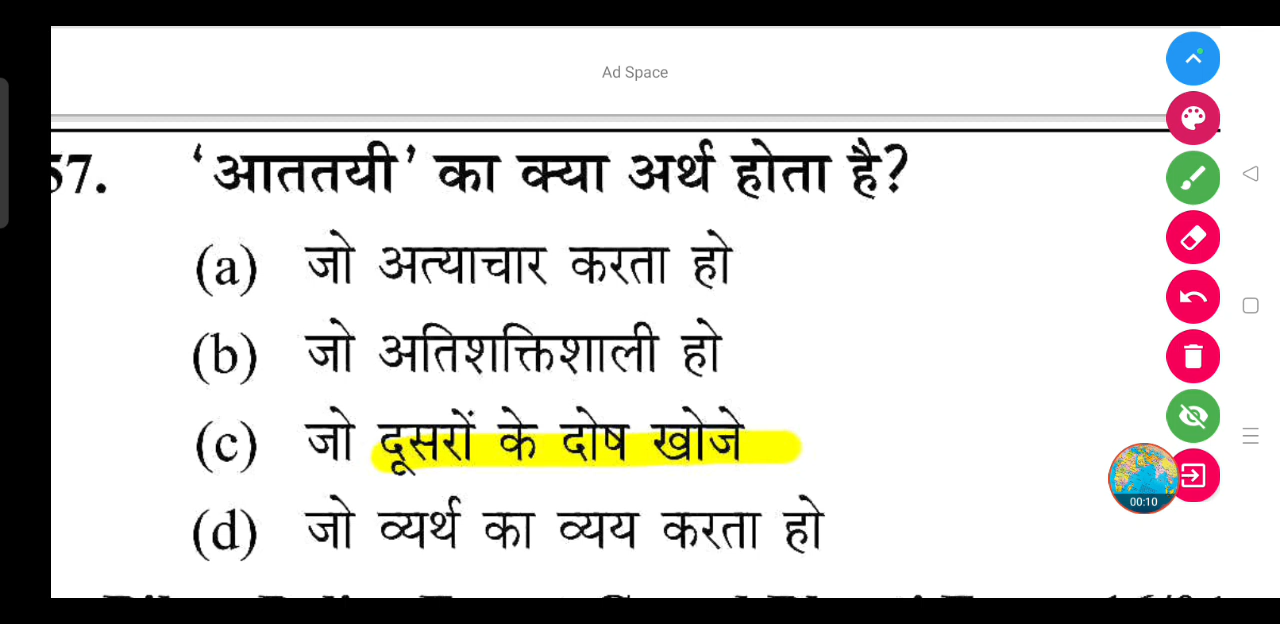 Ad Space
57. ‘आततयी’ का क्या अर्थ होता है?
(a) जो अत्याचार करता हो
(b) जो अतिशक्तिशाली हो
(c) जो दूसरों के दोष खोजे
(d) जो व्यर्थ का व्यय करता हो
00:10